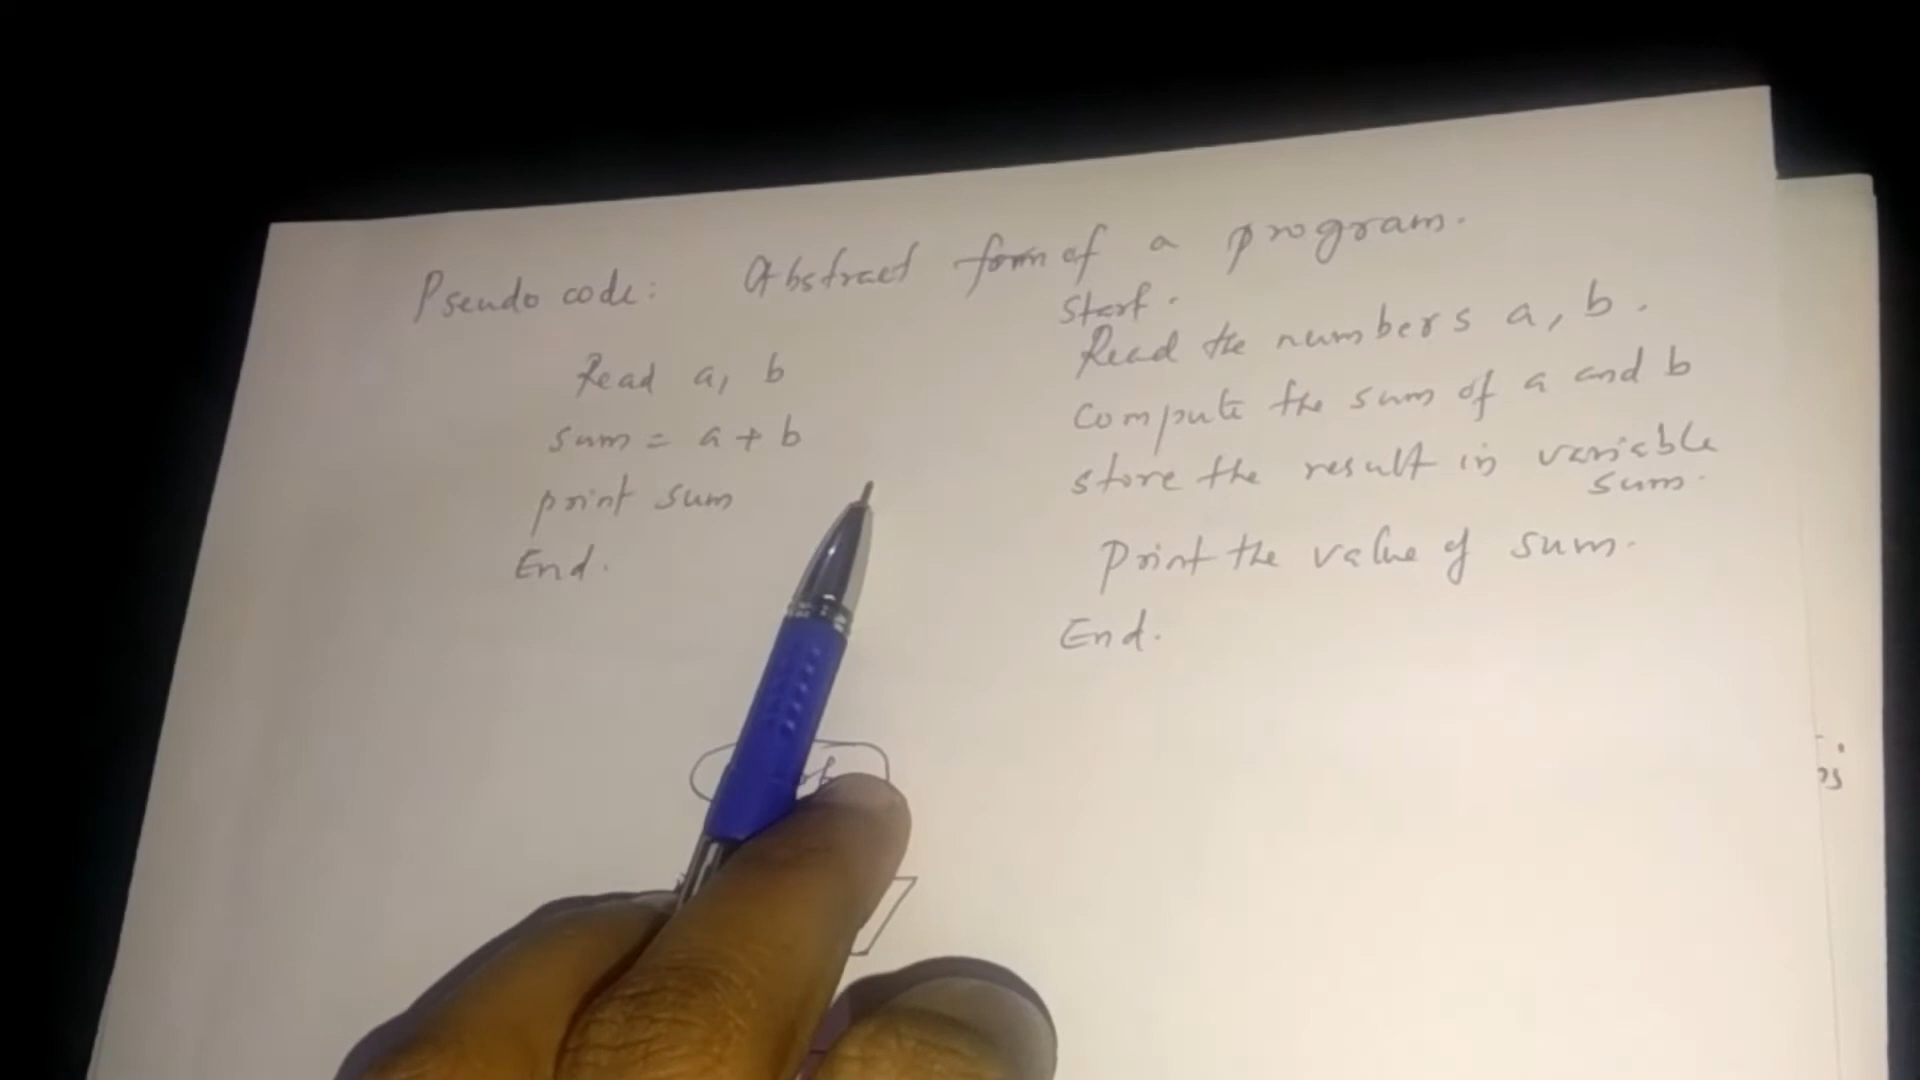 Pseudo code: Abstract form of a program.
Read a, b
sum = a + b
print sum
End.
Start.
Read the numbers a, b.
Compute the sum of a and b
store the result in variable
sum.
Print the value of sum.
End.